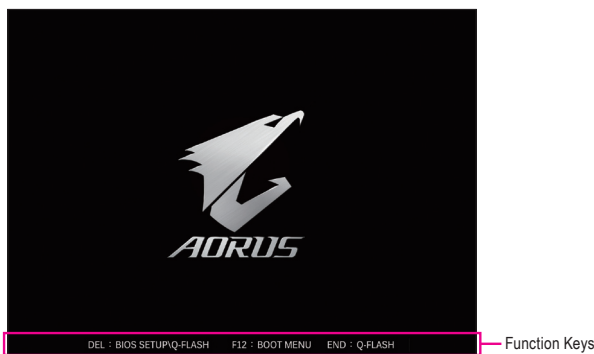 AORUS
DEL : BIOS SETUP\Q-FLASH F12 : BOOT MENU END : Q-FLASH
Function Keys